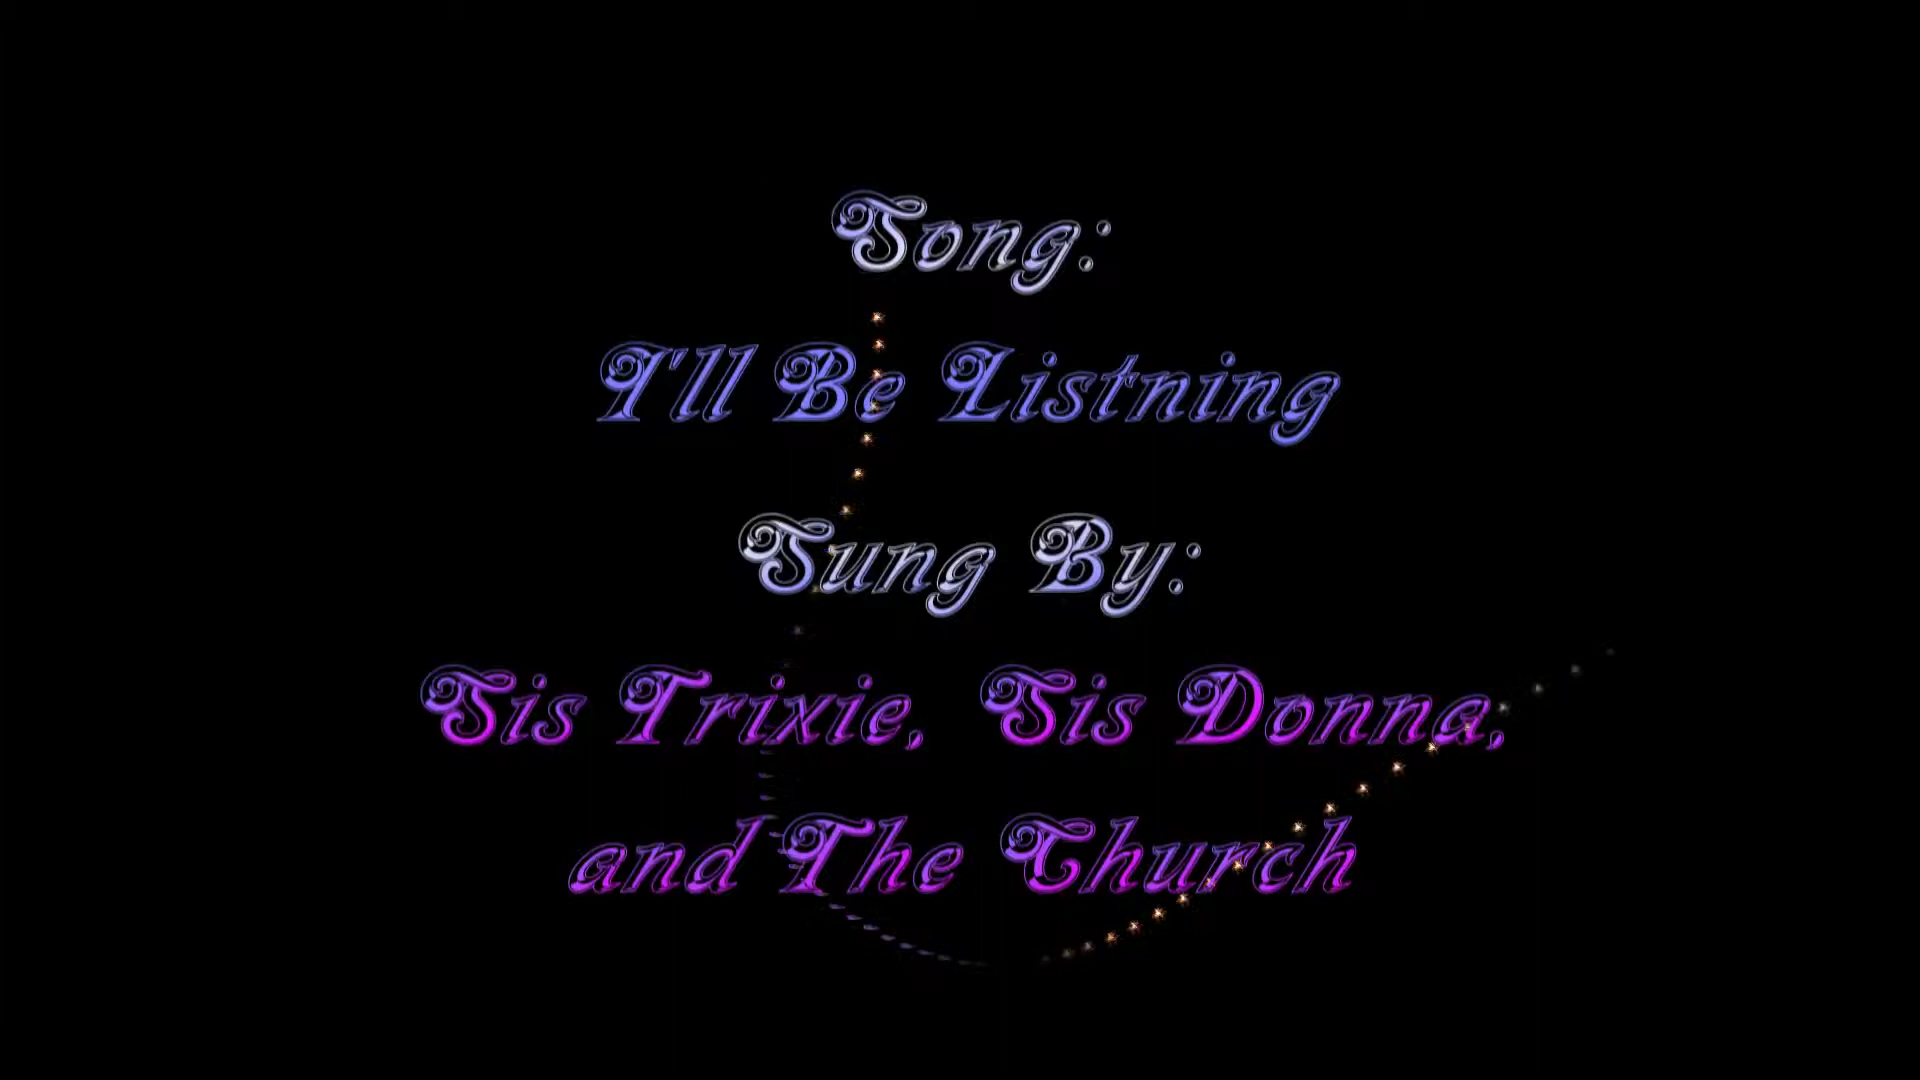 Song:
I'll Be Listning
Sung By:
Sis Trixie, Sis Donna,
and The Church